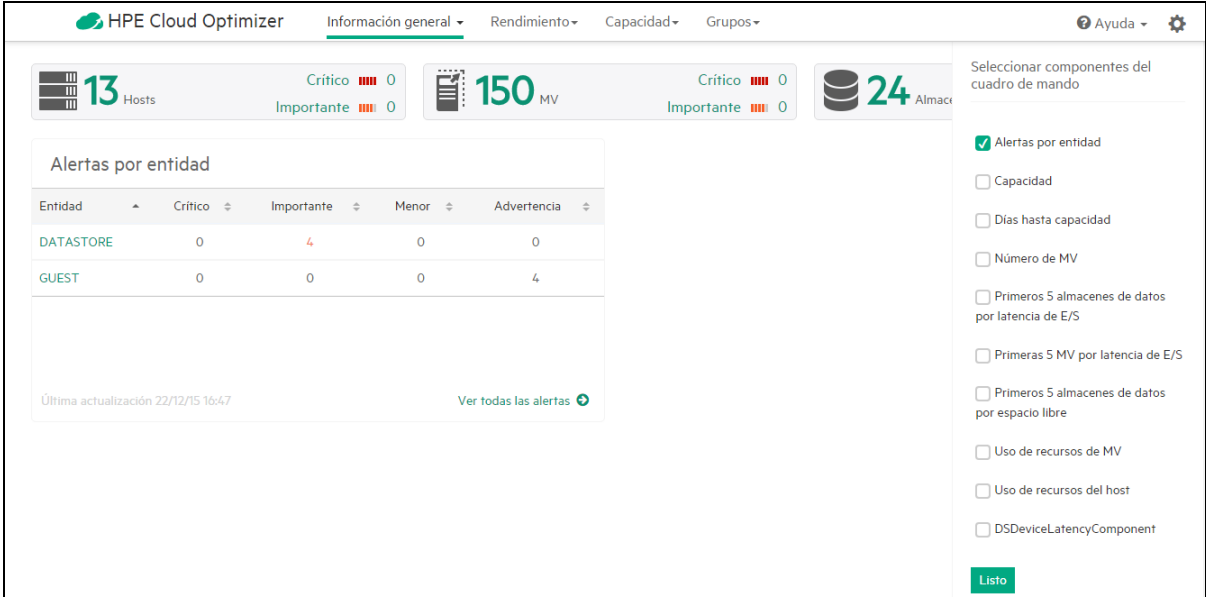 HPE Cloud Optimizer
Información general
Rendimiento
Capacidad
Grupos
Ayuda
13 Hosts
Crítico 0
Importante 0
150 MV
Crítico 0
Importante 0
24
Seleccionar componentes del
cuadro de mando
Alertas por entidad
Capacidad
Días hasta capacidad
Número de MV
Primeros 5 almacenes de datos
por latencia de E/S
Primeras 5 MV por latencia de E/S
Primeros 5 almacenes de datos
por espacio libre
Uso de recursos de MV
Uso de recursos del host
DSDeviceLatencyComponent
Listo
Alertas por entidad
Entidad Crítico Importante Menor Advertencia
DATASTORE 0 4 0 0
GUEST 0 0 0 4
Última actualización 22/12/15 16:47
Ver todas las alertas